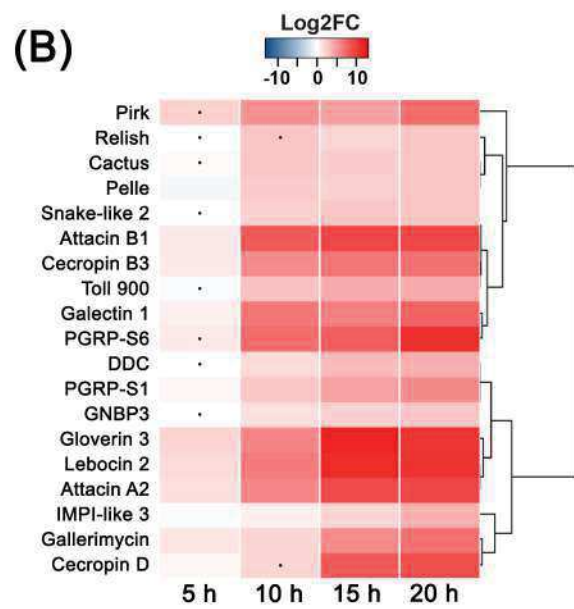 (B)
Log2FC
-10 0 10
Pirk
Relish
Cactus
Pelle
Snake-like 2
Attacin B1
Cecropin B3
Toll 900
Galectin 1
PGRP-S6
DDC
PGRP-S1
GNBP3
Gloverin 3
Lebocin 2
Attacin A2
IMPI-like 3
Gallerimycin
Cecropin D
5 h 10 h 15 h 20 h